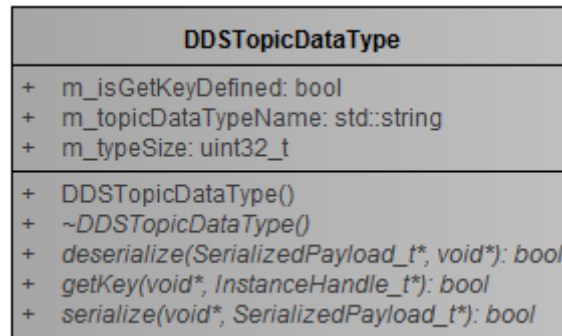 DDSTopicDataType
+ m_isGetKeyDefined: bool
+ m_topicDataTypeName: std::string
+ m_typeSize: uint32_t
+ DDSTopicDataType()
+ ~DDSTopicDataType()
+ deserialize(SerializedPayload_t*, void*): bool
+ getKey(void*, InstanceHandle_t*): bool
+ serialize(void*, SerializedPayload_t*): bool